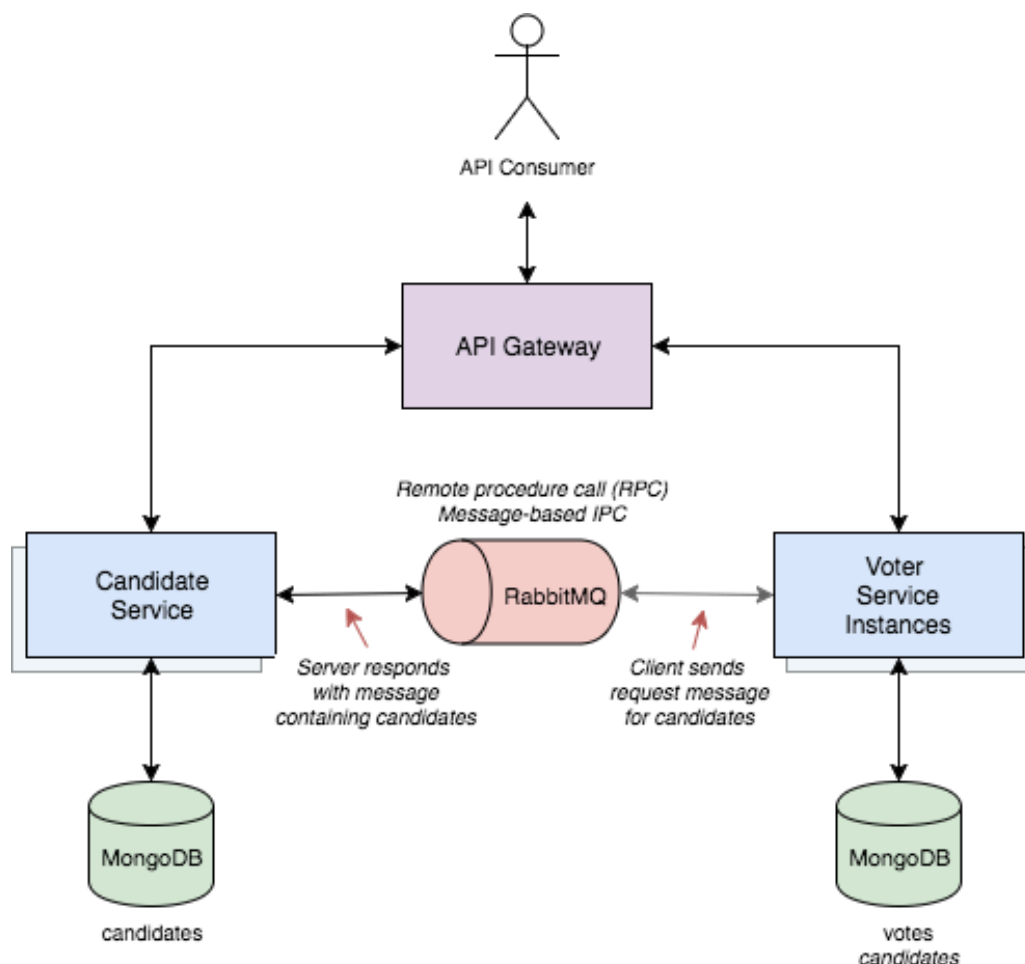 API Consumer
API Gateway
Remote procedure call (RPC)
Message-based IPC
Candidate
Service
RabbitMQ
Voter
Service
Instances
Server responds
with message
containing candidates
Client sends
request message
for candidates
MongoDB
MongoDB
candidates
votes
candidates